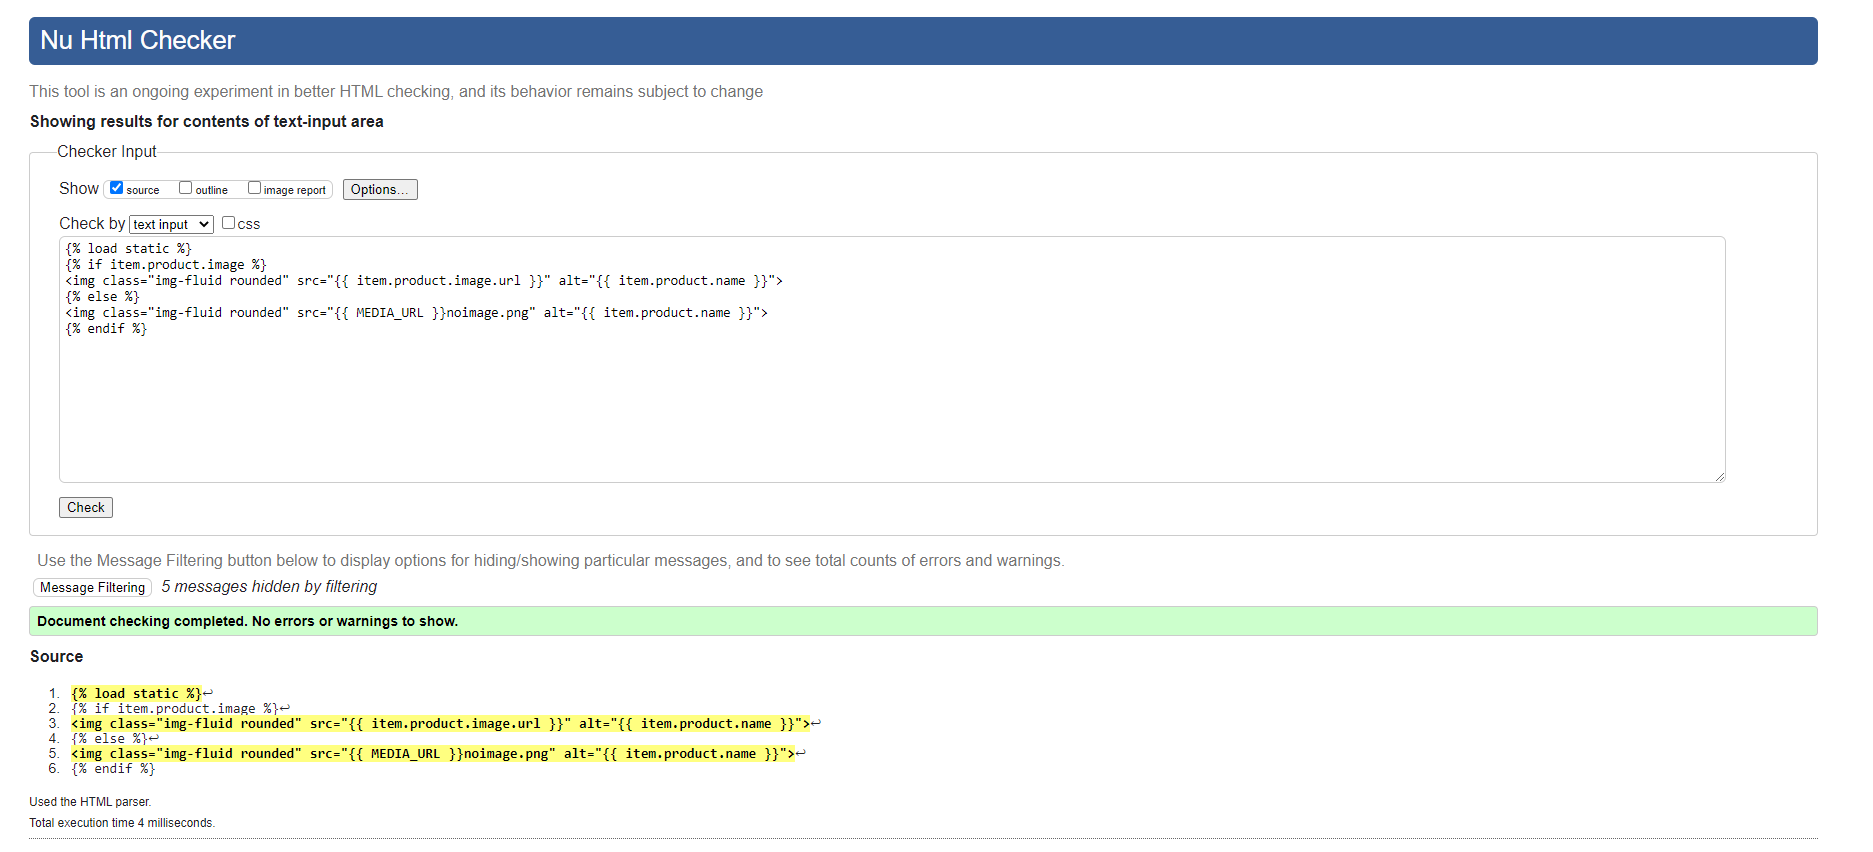 Nu Html Checker
This tool is an ongoing experiment in better HTML checking, and its behavior remains subject to change
Showing results for contents of text-input area
Checker Input
Show source outline image report Options...
Check by text input css
{% load static %}
{% if item.product.image %}
<img class="img-fluid rounded" src="{{ item.product.image.url }}" alt="{{ item.product.name }}">
{% else %}
<img class="img-fluid rounded" src="{{ MEDIA_URL }}noimage.png" alt="{{ item.product.name }}">
{% endif %}
Check
Use the Message Filtering button below to display options for hiding/showing particular messages, and to see total counts of errors and warnings.
Message Filtering 5 messages hidden by filtering
Document checking completed. No errors or warnings to show.
Source
1. {% load static %}↩
2. {% if item.product.image %}↩
3. <img class="img-fluid rounded" src="{{ item.product.image.url }}" alt="{{ item.product.name }}">↩
4. {% else %}↩
5. <img class="img-fluid rounded" src="{{ MEDIA_URL }}noimage.png" alt="{{ item.product.name }}">↩
6. {% endif %}
Used the HTML parser.
Total execution time 4 milliseconds.